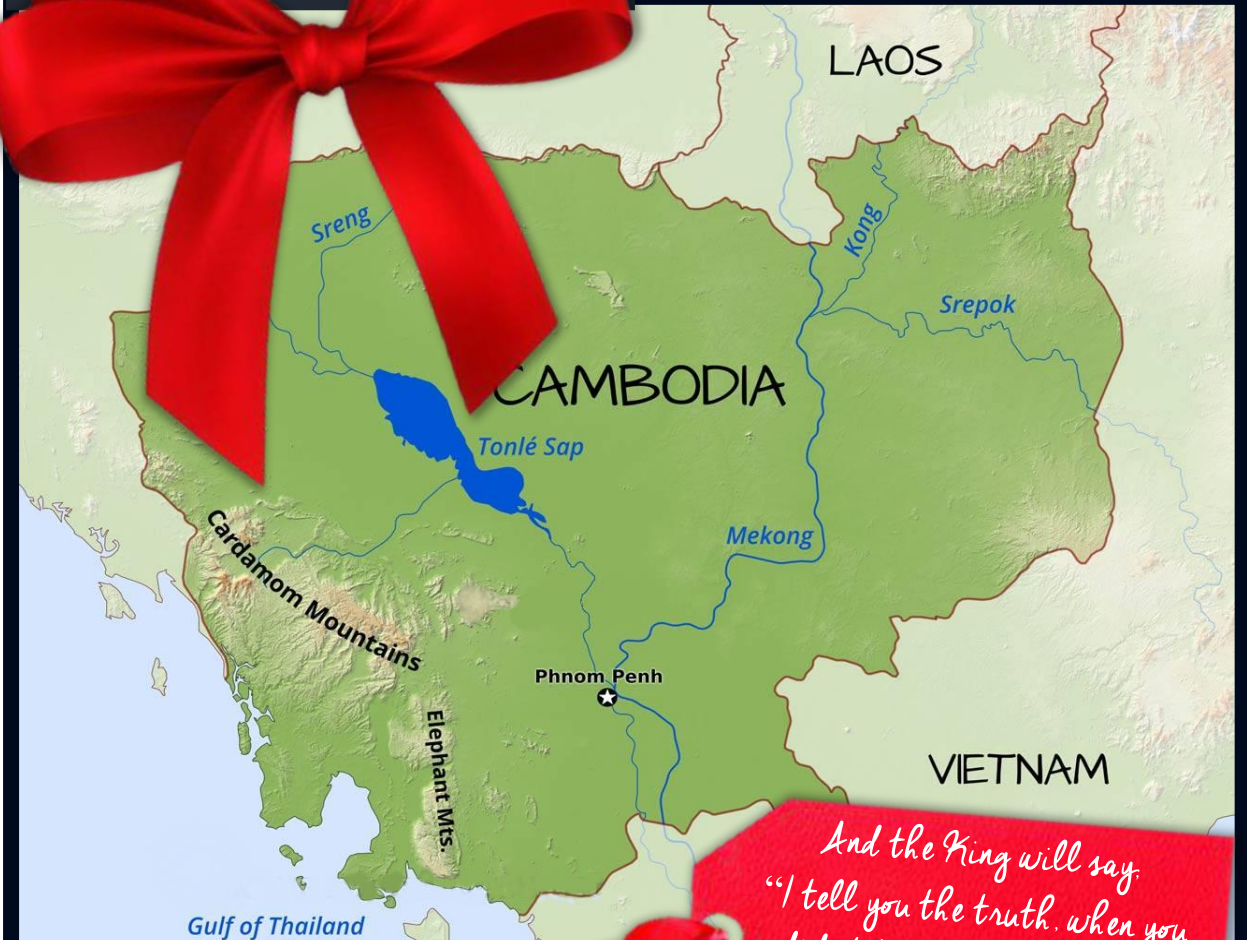 LAOS
Sreng
Kong
Srepok
CAMBODIA
Tonlé Sap
Mekong
Cardamom Mountains
Phnom Penh
Elephant Mts.
VIETNAM
And the King will say,
“I tell you the truth, when you
Gulf of Thailand